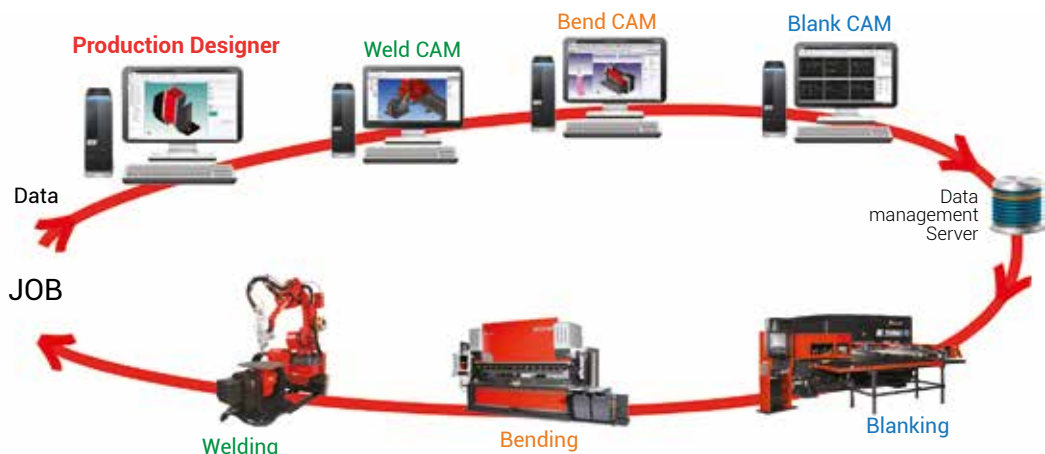 Production Designer
Weld CAM
Bend CAM
Blank CAM
Data
Data
management
Server
JOB
Welding
Bending
Blanking